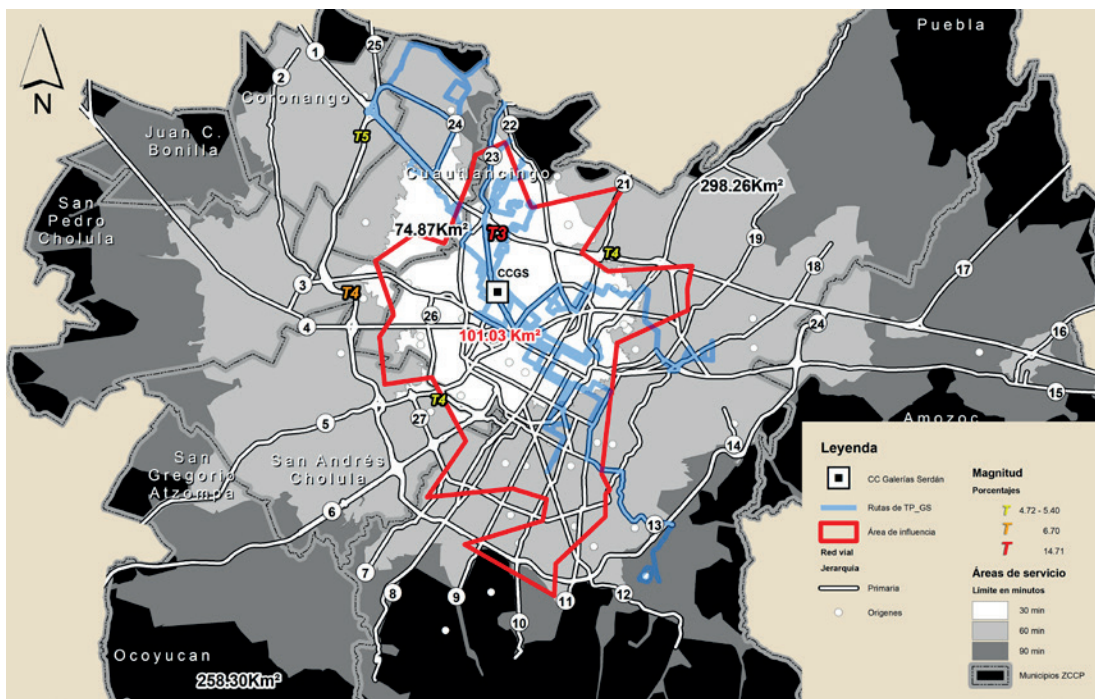 Puebla
1
25
2
Coronango
Juan C.
Bonilla
T5
24
22
23
Cuautlancingo
21
298.26Km²
San
Pedro
Cholula
74.87Km²
T3
T4
19
18
17
CCGS
3
T4
4
26
101.03 Km²
24
16
15
T4
27
5
Amozoc
14
San
Gregorio
Atzompa
San Andrés
Cholula
6
13
7
8
9
10
11
12
Ocoyucan
258.30Km²
N
Leyenda
CC Galerías Serdán
Rutas de TP_GS
Área de influencia
Red vial
Jerarquía
Primaria
Origenes
Magnitud
Porcentajes
T 4.72 - 5.40
T 6.70
T 14.71
Áreas de servicio
Límite en minutos
30 min
60 min
90 min
Municipios ZCCP